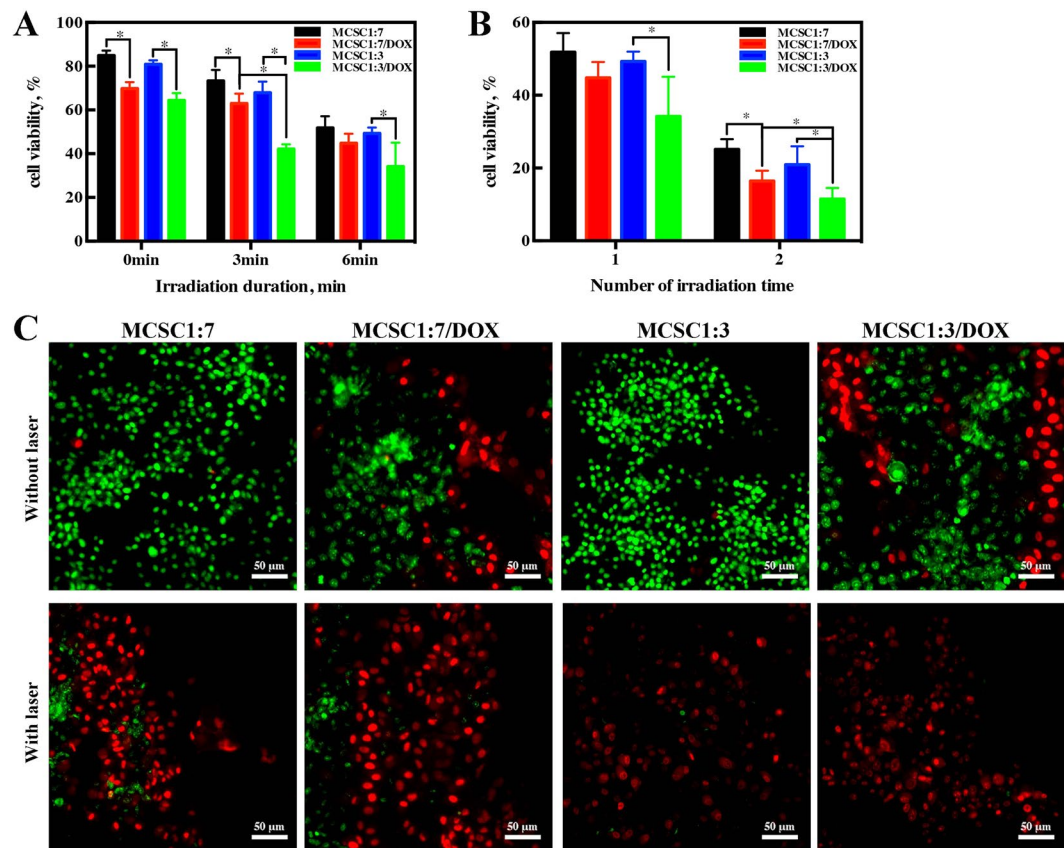 A
100
80
60
40
20
0
cell viability, %
MCSC1:7
MCSC1:7/DOX
MCSC1:3
MCSC1:3/DOX
*
*
*
*
*
*
0min
3min
6min
Irradiation duration, min
B
60
40
20
0
cell viability, %
MCSC1:7
MCSC1:7/DOX
MCSC1:3
MCSC1:3/DOX
*
*
*
*
1
2
Number of irradiation time
C
MCSC1:7
MCSC1:7/DOX
MCSC1:3
MCSC1:3/DOX
Without laser
50 μm
50 μm
50 μm
50 μm
With laser
50 μm
50 μm
50 μm
50 μm